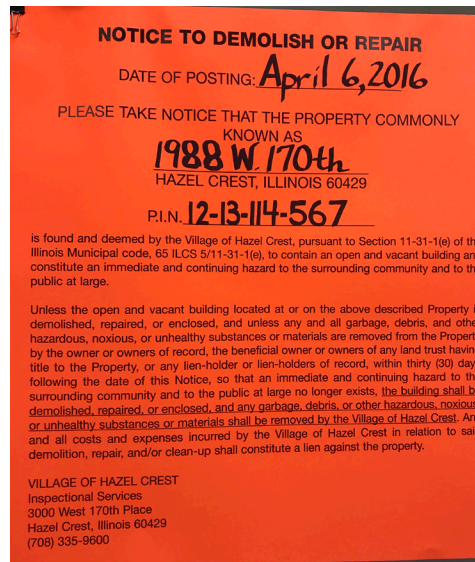 NOTICE TO DEMOLISH OR REPAIR
DATE OF POSTING: April 6, 2016
PLEASE TAKE NOTICE THAT THE PROPERTY COMMONLY
KNOWN AS
1988 W. 170th
HAZEL CREST, ILLINOIS 60429
P.I.N. 12-13-114-567
is found and deemed by the Village of Hazel Crest, pursuant to Section 11-31-1(e) of th
Illinois Municipal code, 65 ILCS 5/11-31-1(e), to contain an open and vacant building an
constitute an immediate and continuing hazard to the surrounding community and to the
public at large.
Unless the open and vacant building located at or on the above described Property i
demolished, repaired, or enclosed, and unless any and all garbage, debris, and othe
hazardous, noxious, or unhealthy substances or materials are removed from the Propert
by the owner or owners of record, the beneficial owner or owners of any land trust havin
title to the Property, or any lien-holder or lien-holders of record, within thirty (30) day
following the date of this Notice, so that an immediate and continuing hazard to th
surrounding community and to the public at large no longer exists, the building shall b
demolished, repaired, or enclosed, and any garbage, debris, or other hazardous, noxious
or unhealthy substances or materials shall be removed by the Village of Hazel Crest. An
and all costs and expenses incurred by the Village of Hazel Crest in relation to sai
demolition, repair, and/or clean-up shall constitute a lien against the property.
VILLAGE OF HAZEL CREST
Inspectional Services
3000 West 170th Place
Hazel Crest, Illinois 60429
(708) 335-9600